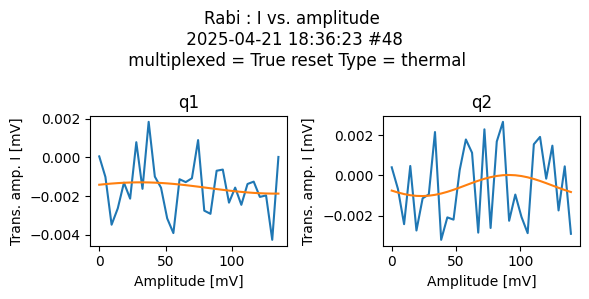 Rabi : I vs. amplitude
2025-04-21 18:36:23 #48
multiplexed = True reset Type = thermal
q1
q2
Trans. amp. I [mV]
0.002
0.000
−0.002
−0.004
0
100
Amplitude [mV]
Trans. amp. I [mV]
0.002
0.000
−0.002
0
50
100
Amplitude [mV]